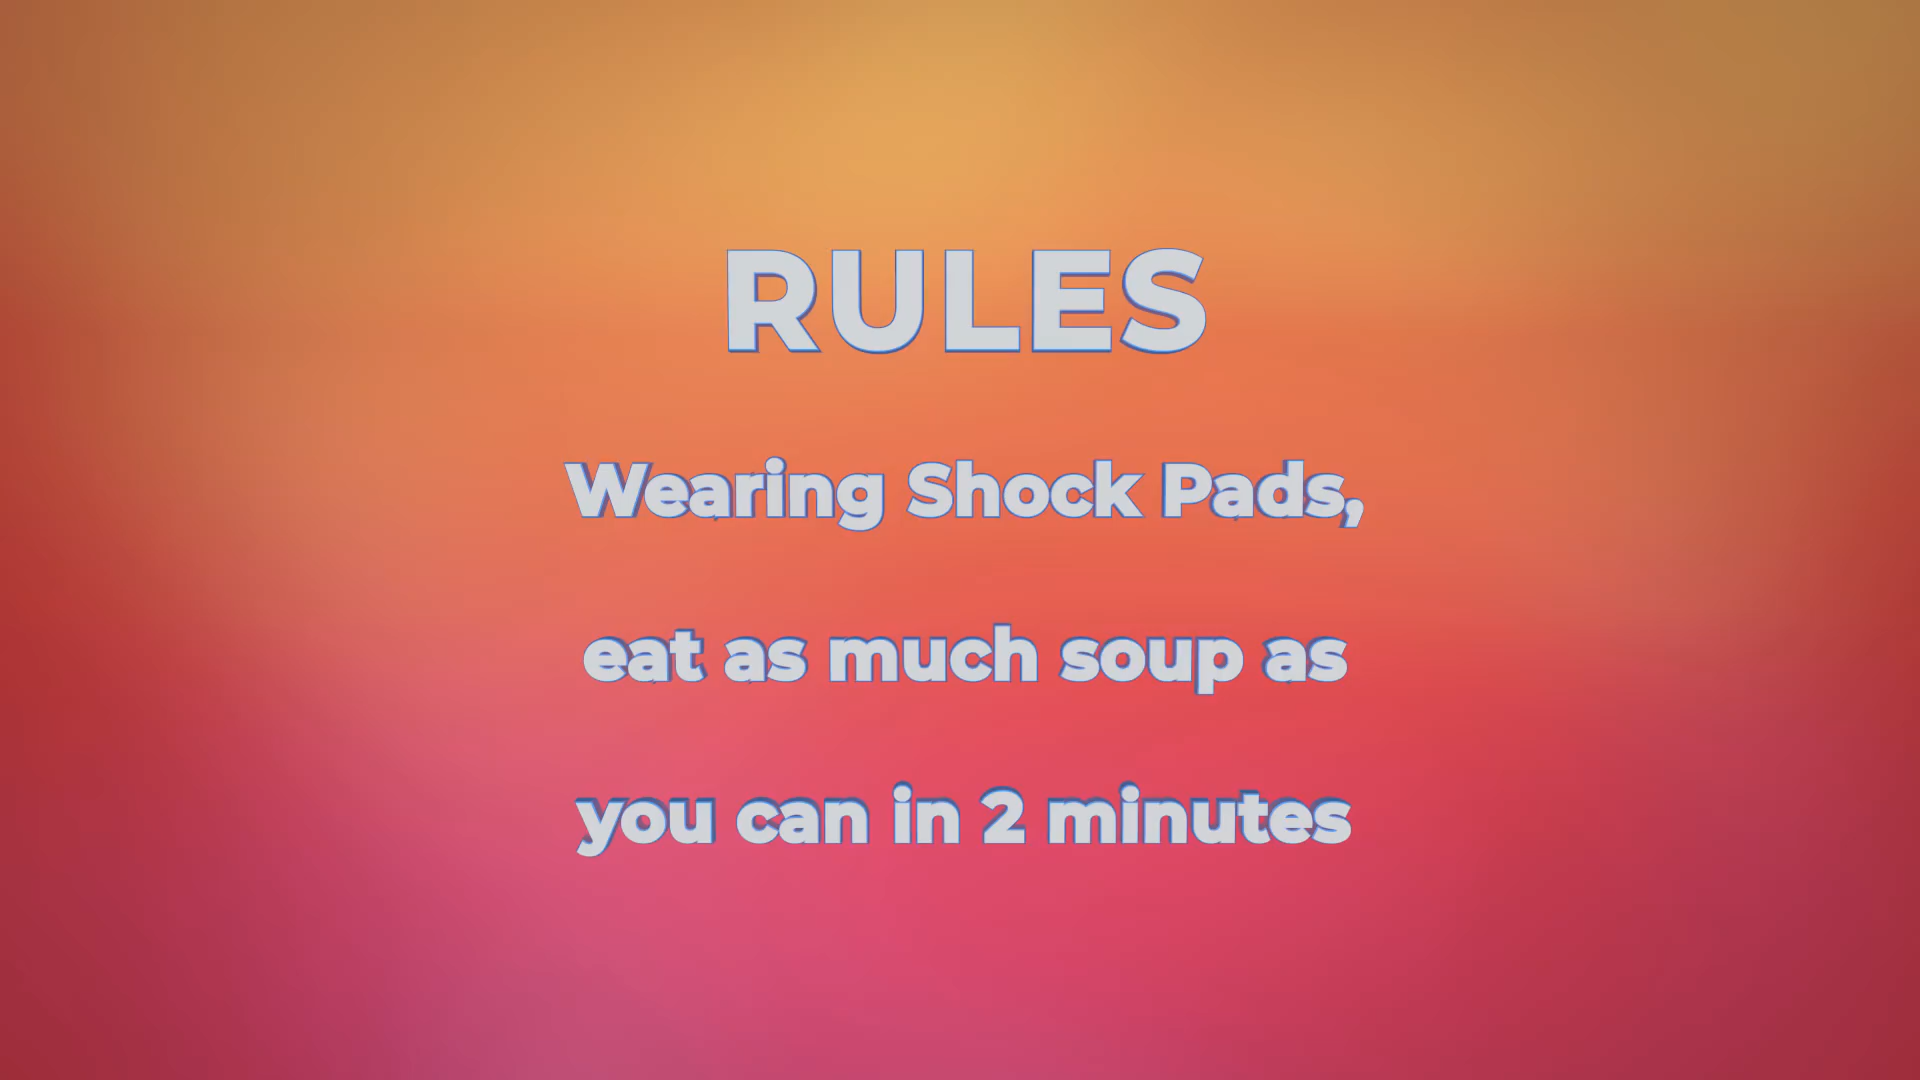 RULES
Wearing Shock Pads,
eat as much soup as
you can in 2 minutes